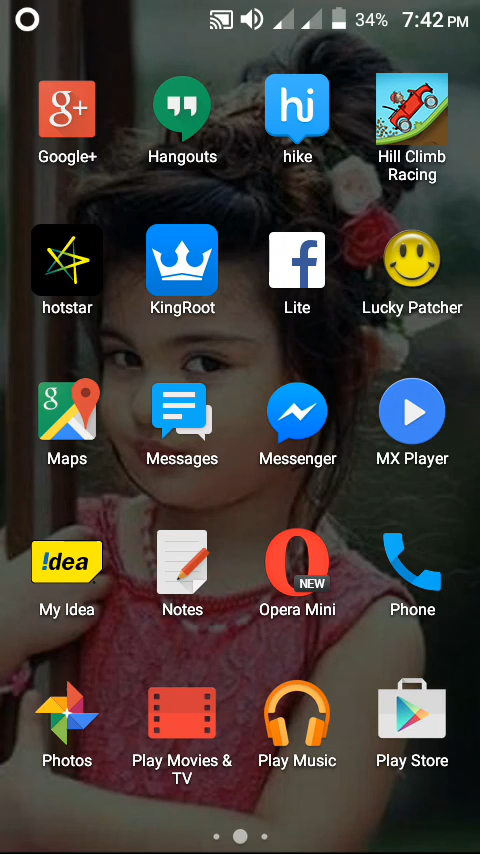 34% 7:42 PM
g+
hi
Google+ Hangouts hike Hill Climb
Racing
f
hotstar KingRoot Lite Lucky Patcher
g
Maps Messages Messenger MX Player
!dea
NEW
My Idea Notes Opera Mini Phone
Photos Play Movies & Play Music Play Store
TV